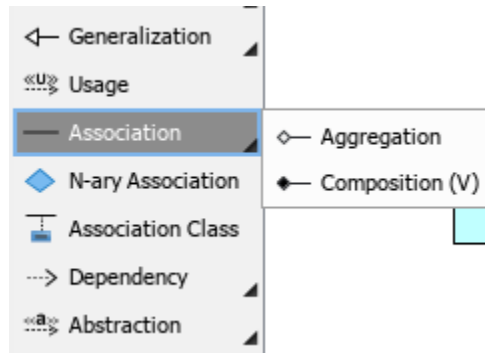 Generalization
«U» Usage
Association
Aggregation
Composition (V)
N-ary Association
Association Class
Dependency
«a» Abstraction